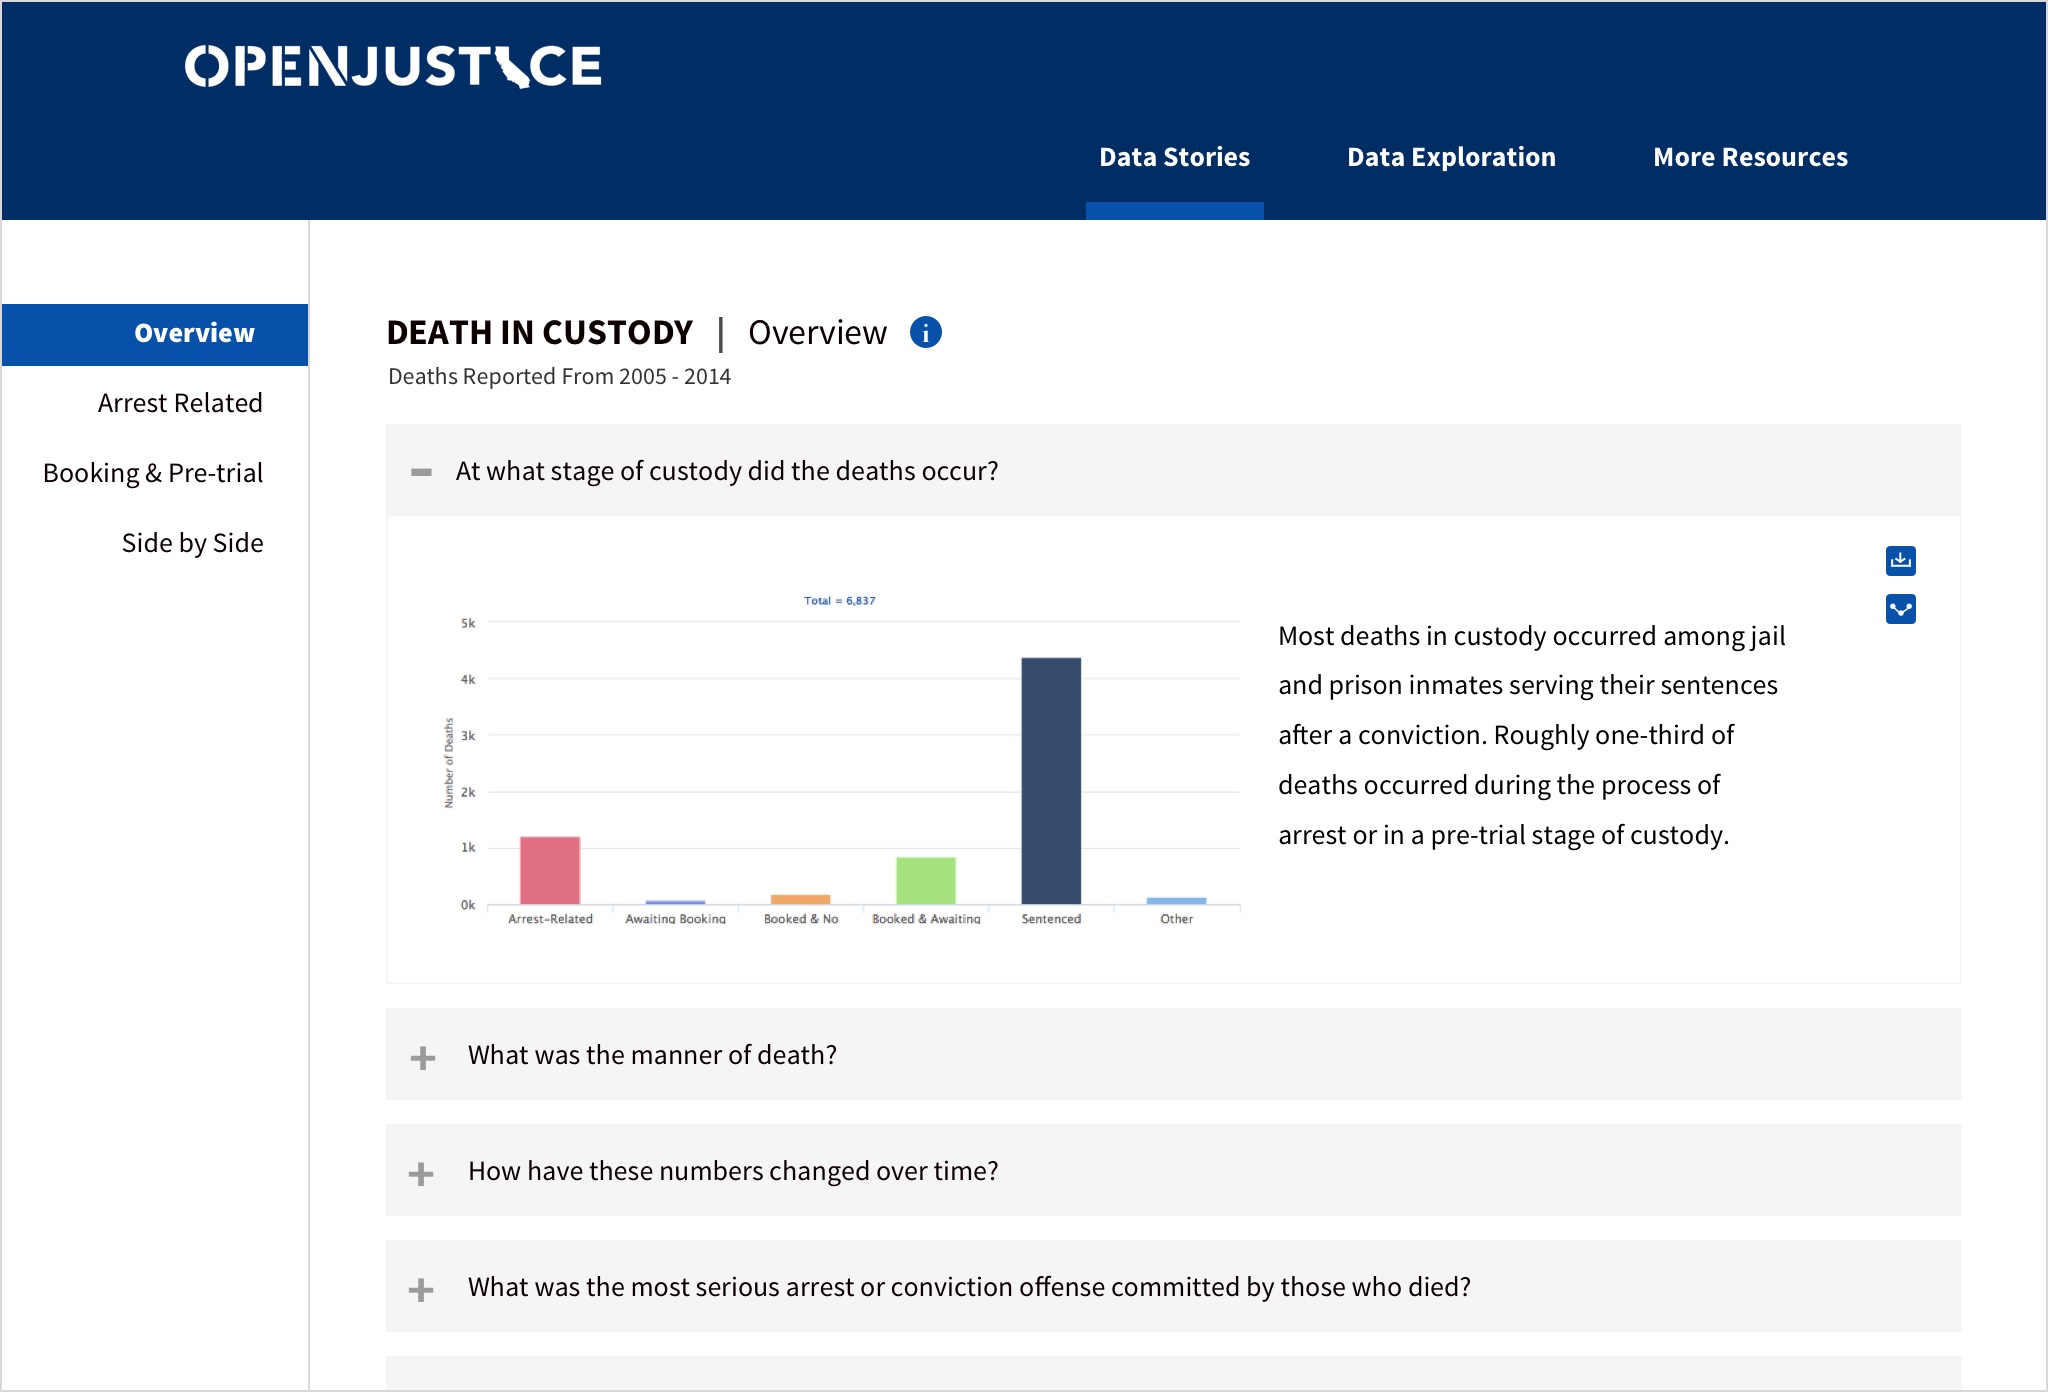 OPENJUSTICE
Data Stories
Data Exploration
More Resources
Overview
Arrest Related
Booking & Pre-trial
Side by Side
DEATH IN CUSTODY | Overview i
Deaths Reported From 2005 - 2014
At what stage of custody did the deaths occur?
Total = 6,837
Number of Deaths
5k
4k
3k
2k
1k
0k
Arrest-Related
Awaiting Booking
Booked & No
Booked & Awaiting
Sentenced
Other
Most deaths in custody occurred among jail
and prison inmates serving their sentences
after a conviction. Roughly one-third of
deaths occurred during the process of
arrest or in a pre-trial stage of custody.
What was the manner of death?
How have these numbers changed over time?
What was the most serious arrest or conviction offense committed by those who died?